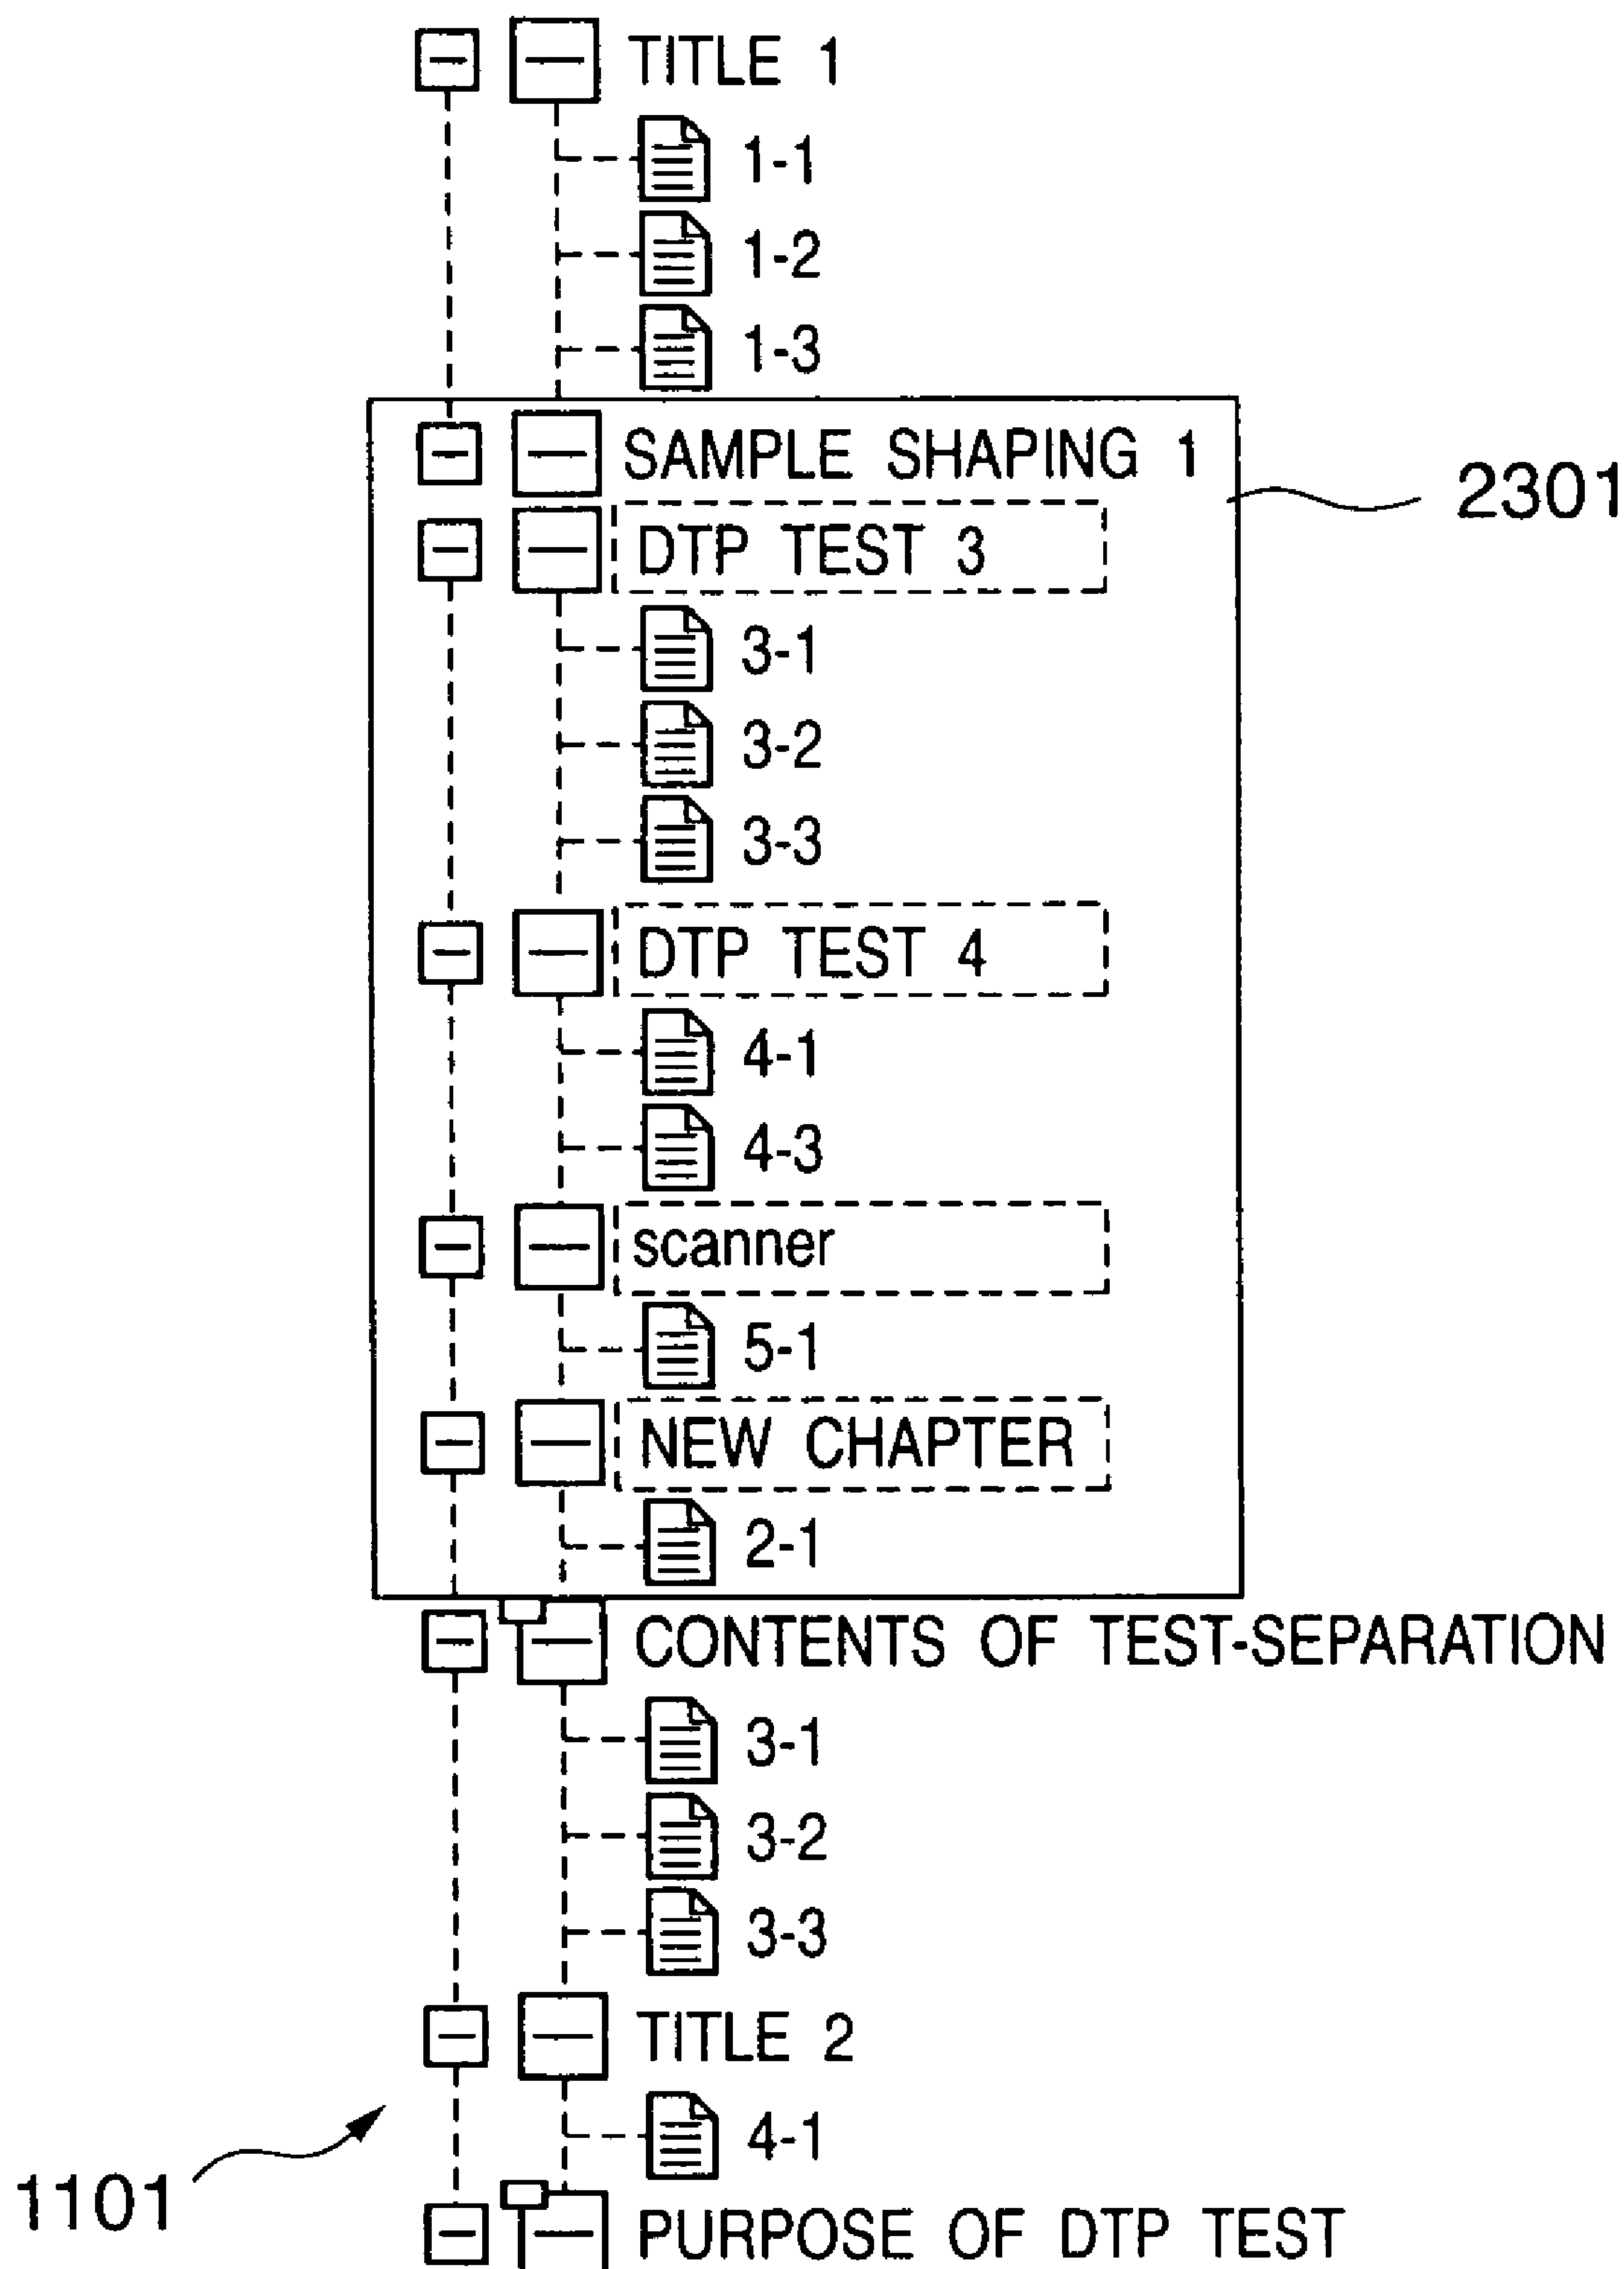 TITLE 1
1-1
1-2
1-3
SAMPLE SHAPING 1
2301
DTP TEST 3
3-1
3-2
3-3
DTP TEST 4
4-1
4-3
scanner
5-1
NEW CHAPTER
2-1
CONTENTS OF TEST-SEPARATION
3-1
3-2
3-3
TITLE 2
4-1
1101
PURPOSE OF DTP TEST